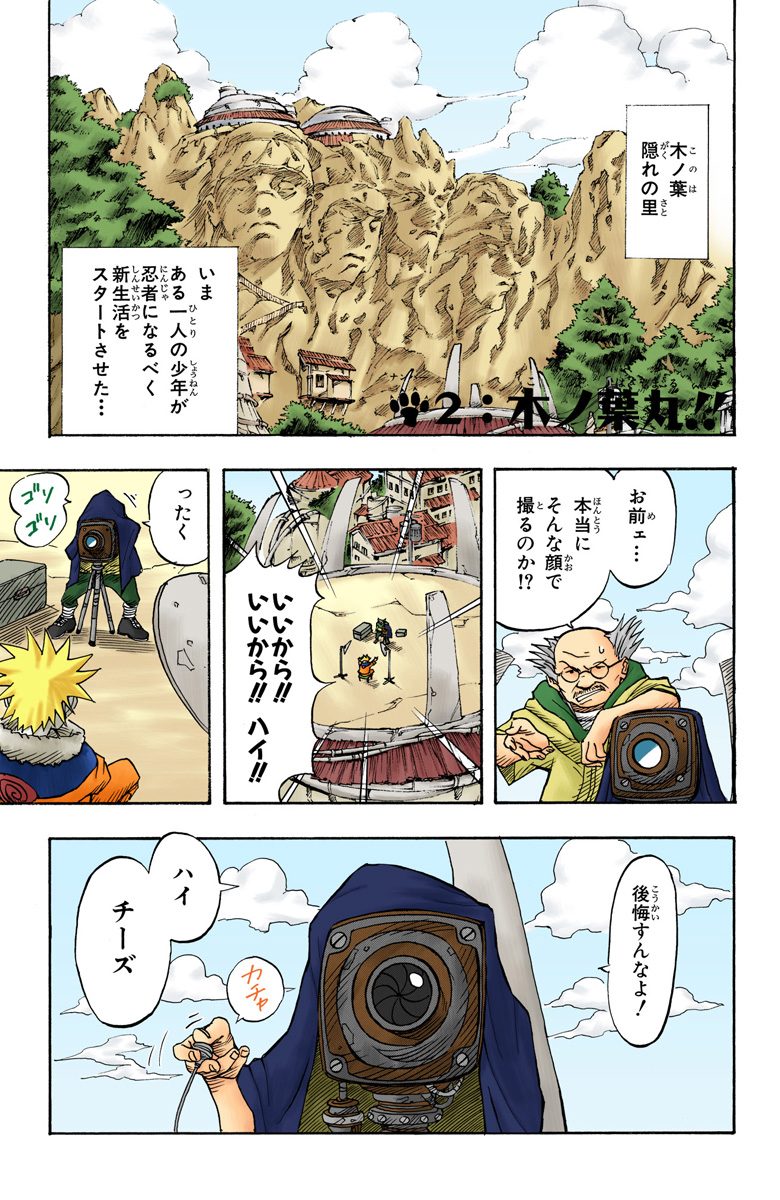 木ノ葉
隠れの里
いま
ある一人の少年が
忍者になるべく
新生活を
スタートさせた…
2:木ノ葉丸!!
お前ェ…
本当に
そんな顔で
撮るのか!?
いいから!!
いいから!! ハイ!!
ったく
ゴソ
ゴソ
後悔すんなよ!
ハイ
チーズ
カチャ